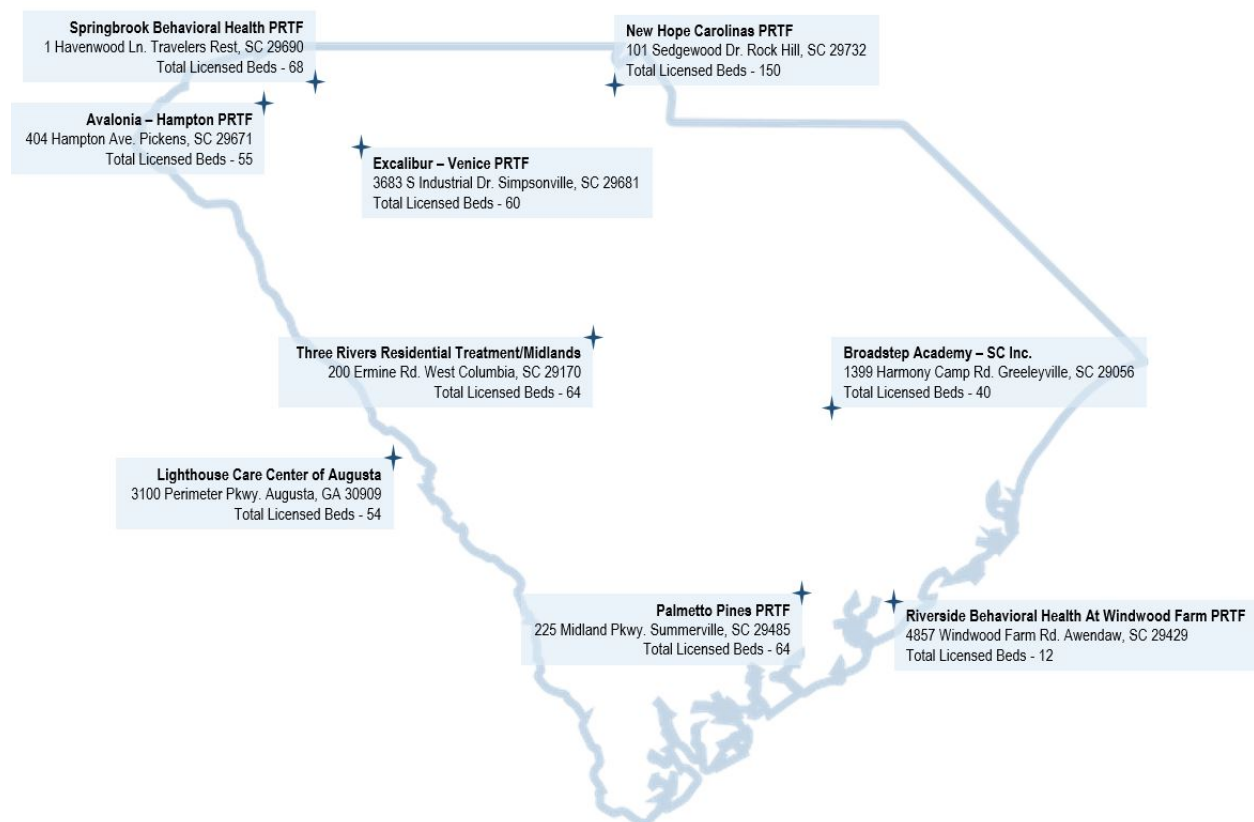 Springbrook Behavioral Health PRTF
1 Havenwood Ln. Travelers Rest, SC 29690
Total Licensed Beds - 68
New Hope Carolinas PRTF
101 Sedgewood Dr. Rock Hill, SC 29732
Total Licensed Beds - 150
Avalonia – Hampton PRTF
404 Hampton Ave. Pickens, SC 29671
Total Licensed Beds - 55
Excalibur – Venice PRTF
3683 S Industrial Dr. Simpsonville, SC 29681
Total Licensed Beds - 60
Three Rivers Residential Treatment/Midlands
200 Ermine Rd. West Columbia, SC 29170
Total Licensed Beds - 64
Broadstep Academy – SC Inc.
1399 Harmony Camp Rd. Greeleyville, SC 29056
Total Licensed Beds - 40
Lighthouse Care Center of Augusta
3100 Perimeter Pkwy. Augusta, GA 30909
Total Licensed Beds - 54
Palmetto Pines PRTF
225 Midland Pkwy. Summerville, SC 29485
Total Licensed Beds - 64
Riverside Behavioral Health At Windwood Farm PRTF
4857 Windwood Farm Rd. Awendaw, SC 29429
Total Licensed Beds - 12